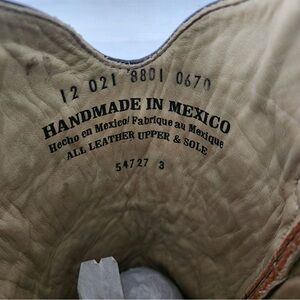 12 021 8801 0670
HANDMADE IN MEXICO
Hecho en Mexico/ Fabrique au Mexique
ALL LEATHER UPPER & SOLE
54727 3